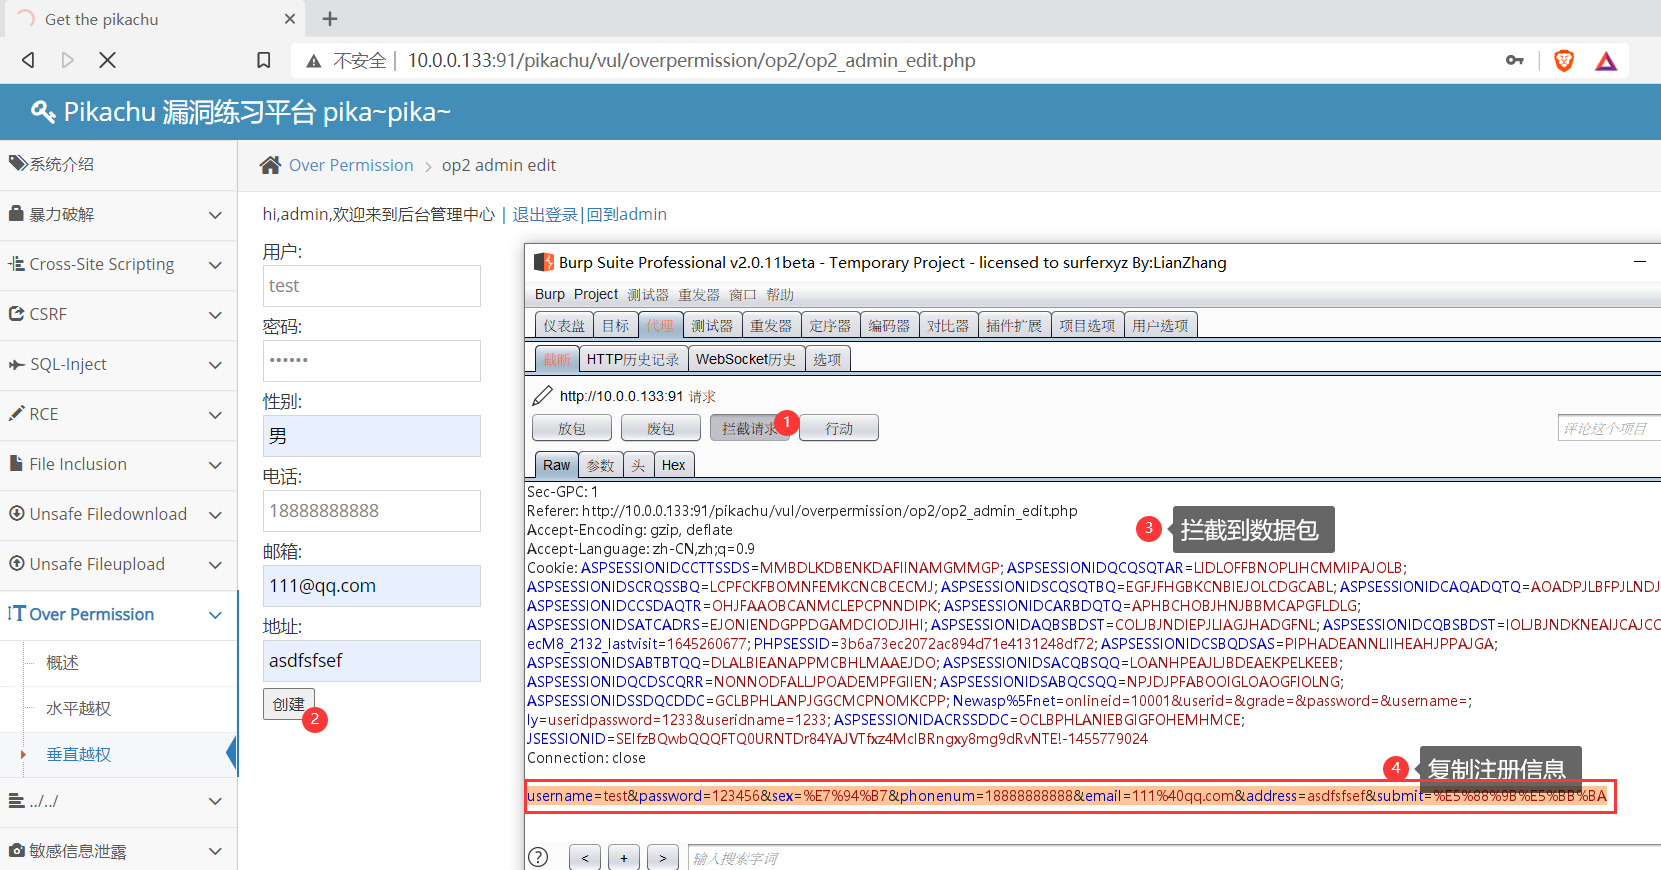 Get the pikachu
不安全 | 10.0.0.133:91/pikachu/vul/overpermission/op2/op2_admin_edit.php
Pikachu 漏洞练习平台 pika~pika~
系统介绍
暴力破解
Cross-Site Scripting
CSRF
SQL-Inject
RCE
File Inclusion
Unsafe Filedownload
Unsafe Fileupload
Over Permission
概述
水平越权
垂直越权
../../
敏感信息泄露
Over Permission > op2 admin edit
hi,admin,欢迎来到后台管理中心 | 退出登录|回到admin
用户:
test
密码:
••••••
性别:
男
电话:
18888888888
邮箱:
111@qq.com
地址:
asdfsfsef
创建
2
Burp Suite Professional v2.0.11beta - Temporary Project - licensed to surferxyz By:LianZhang
Burp Project 测试器 重发器 窗口 帮助
仪表盘 目标 代理 测试器 重发器 定序器 编码器 对比器 插件扩展 项目选项 用户选项
截断 HTTP历史记录 WebSocket历史 选项
http://10.0.0.133:91 请求
放包 废包 拦截请求 1 行动 评论这个项目
Raw 参数 头 Hex
Sec-GPC: 1
Referer: http://10.0.0.133:91/pikachu/vul/overpermission/op2/op2_admin_edit.php
Accept-Encoding: gzip, deflate
3 拦截到数据包
Accept-Language: zh-CN,zh;q=0.9
Cookie: ASPSESSIONIDCCTTSSDS=MMBDLKDBENKDAFIINAMGMMGP; ASPSESSIONIDQCQSQTAR=LIDLOFFBNOPLIHCMMIPAJOLB;
ASPSESSIONIDSCRQSSBQ=LCPFCKFBOMNFEMKCNCBCECMJ; ASPSESSIONIDSCQSQTBQ=EGFJFHGBKCNBIEJOLCDGCABL; ASPSESSIONIDCAQADQTQ=AOADPJLBFPJLNDJ
ASPSESSIONIDCCSDAQTR=OHJFAAOBCANMCLEPCPNNDIPK; ASPSESSIONIDCARBDQTQ=APHBCHOBJHNJBBMCAPGFLDLG;
ASPSESSIONIDSATCADRS=EJONIENDGPPDGAMDCIODJIHI; ASPSESSIONIDAQBSBDST=COLJBJNDIEPJLIAGJHADGFNL; ASPSESSIONIDCQBSBDST=IOLJBJNDKNEAIJCAJCO
ecM8_2132_lastvisit=1645260677; PHPSESSID=3b6a73ec2072ac894d71e4131248df72; ASPSESSIONIDCSBQDSAS=PIPHADEANNLIIHEAHJPPAJGA;
ASPSESSIONIDSABTBTQQ=DLALBIEANAPPMCBHLMAAEJDO; ASPSESSIONIDSACQBSQQ=LOANHPEAJLJBDEAEKPELKEEB;
ASPSESSIONIDQCDSCQRR=NONNODFALLJPOADEMPFGIIEN; ASPSESSIONIDSABQCSQQ=NPJDJPFABOOIGLOAOGFIOLNG;
ASPSESSIONIDSSDQCDDC=GCLBPHLANPJGGCMCPNOMKCPP; Newasp%5Fnet=onlineid=10001&userid=&grade=&password=&username=;
ly=useridpassword=1233&useridname=1233; ASPSESSIONIDACRSSDDC=OCLBPHLANIEBGIGFOHEMHMCE;
JSESSIONID=SEIfzBQwbQQQFTQ0URNTDr84YAJVTfxz4McIBRngxy8mg9dRvNTE!-1455779024
Connection: close
4 复制注册信息
username=test&password=123456&sex=%E7%94%B7&phonenum=18888888888&email=111%40qq.com&address=asdfsfsef&submit=%E5%88%9B%E5%BB%BA
? < + > 输入搜索字词